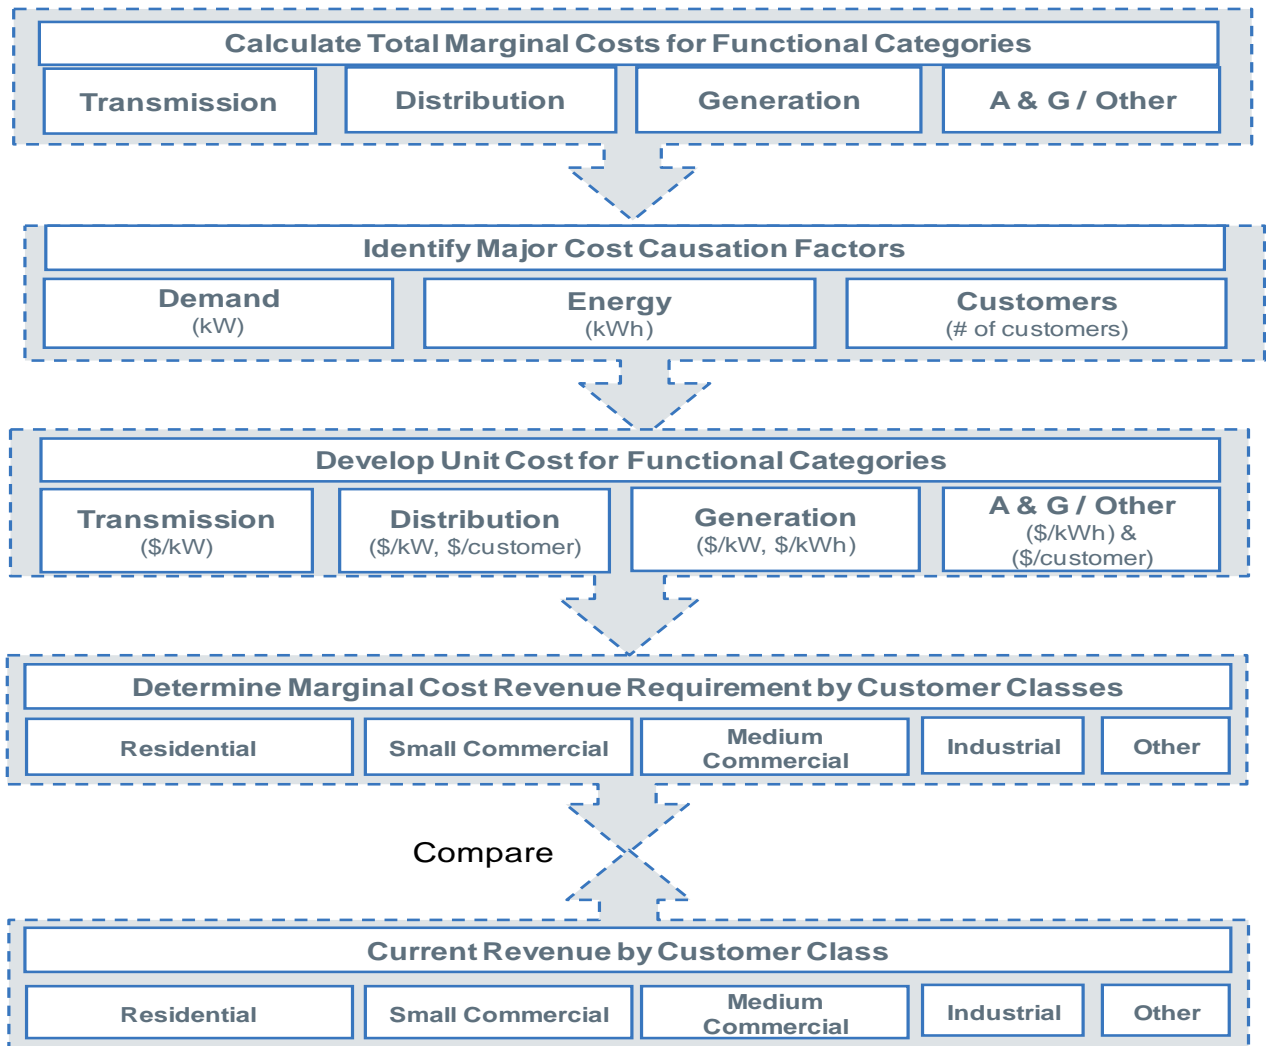 Calculate Total Marginal Costs for Functional Categories
Transmission
Distribution
Generation
A & G / Other
Identify Major Cost Causation Factors
Demand
(kW)
Energy
(kWh)
Customers
(# of customers)
Develop Unit Cost for Functional Categories
Transmission
($/kW)
Distribution
($/kW, $/customer)
Generation
($/kW, $/kWh)
A & G / Other
($/kWh) &
($/customer)
Determine Marginal Cost Revenue Requirement by Customer Classes
Residential
Small Commercial
Medium
Commercial
Industrial
Other
Compare
Current Revenue by Customer Class
Residential
Small Commercial
Medium
Commercial
Industrial
Other